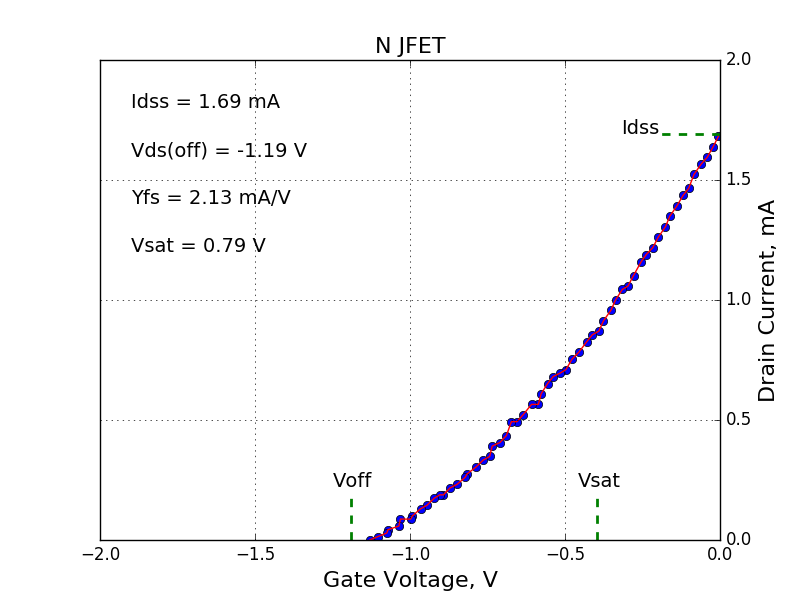 N JFET
Idss = 1.69 mA
Vds(off) = -1.19 V
Yfs = 2.13 mA/V
Vsat = 0.79 V
Idss
Voff
Vsat
2.0
1.5
1.0
0.5
0.0
Drain Current, mA
−2.0
−1.5
−1.0
−0.5
0.0
Gate Voltage, V